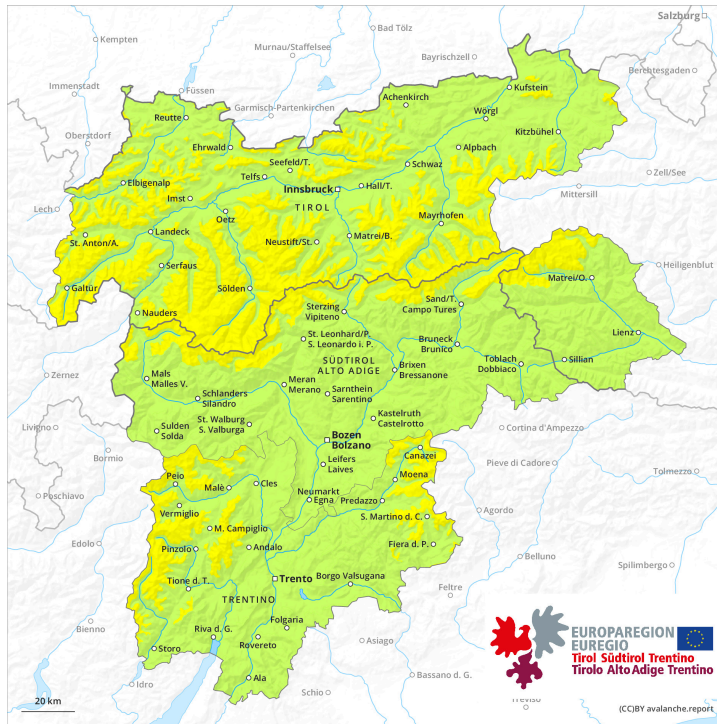 Salzburg
Kempten
Bad Tölz
Murnau/Staffelsee
Bayrischzell
Berchtesgaden
Immenstadt
Füssen
Achenkirch
Kufstein
Garmisch-Partenkirchen
Reutte
Wörgl
Oberstdorf
Kitzbühel
Ehrwald
Alpbach
Seefeld/T.
Schwaz
Zell/See
Elbigenalp
Telfs
Innsbruck
Hall/T.
Mittersill
Imst
TIROL
Lech
Oetz
Mayrhofen
St. Anton/A.
Landeck
Neustift/St.
Matrei/B.
Serfaus
Heiligenblut
Matrei/O.
Galtür
Sölden
Nauders
Sterzing
Vipiteno
Sand/T.
Campo Tures
Lienz
St. Leonhard/P.
S. Leonardo i. P.
Bruneck
Brunico
Toblach
Dobbiaco
Sillian
SÜDTIROL
ALTO ADIGE
Brixen
Bressanone
Zernez
Mals
Malles V.
Meran
Merano
Sarnthein
Sarentino
Schlanders
Silandro
Kastelruth
Castelrotto
St. Walburg
S. Valburga
Livigno
Sulden
Solda
Cortina d'Ampezzo
Bozen
Bolzano
Bormio
Canazei
Leifers
Laives
Pieve di Cadore
Tolmezzo
Peio
Moena
Malè
Cles
Neumarkt
Egna
Predazzo
Poschiavo
Vermiglio
Agordo
S. Martino d. C.
M. Campiglio
Edolo
Pinzolo
Andalo
Fiera d. P.
Belluno
Spilimbergo
Tione d. T.
Trento
Borgo Valsugana
Feltre
TRENTINO
Bienno
Folgaria
Riva d. G.
Rovereto
Asiago
Storo
Ala
Idro
Schio
Bassano d. G.
Treviso
EUROPAREGION
EUREGIO
Tirol Südtirol Trentino
Tirolo Alto Adige Trentino
20 km
(CC)BY avalanche.report